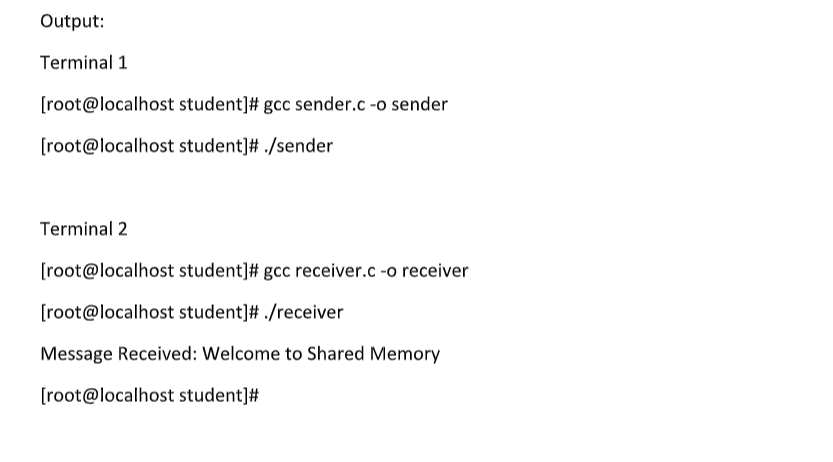 Output:
Terminal 1
[root@localhost student]# gcc sender.c -o sender
[root@localhost student]# ./sender
Terminal 2
[root@localhost student]# gcc receiver.c -o receiver
[root@localhost student]# ./receiver
Message Received: Welcome to Shared Memory
[root@localhost student]#